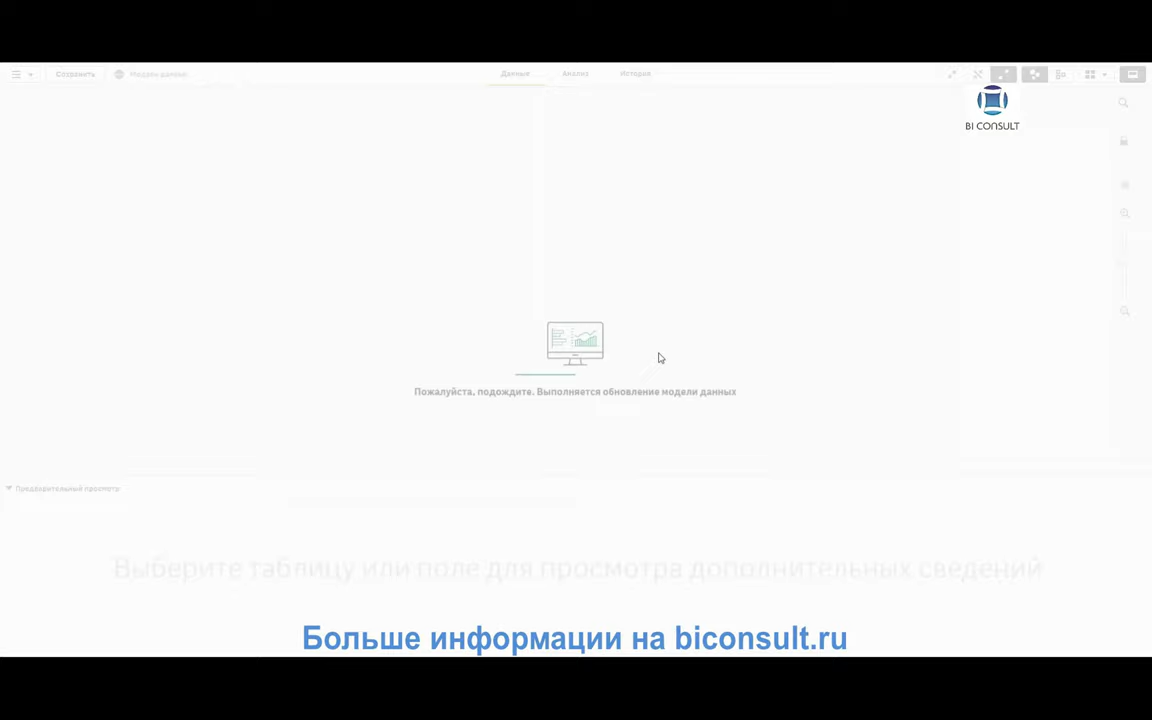 Сохранить
Модель данных
Данные
Анализ
История
BI CONSULT
Пожалуйста, подождите. Выполняется обновление модели данных
Предварительный просмотр
Выберите таблицу или поле для просмотра дополнительных сведений
Больше информации на biconsult.ru